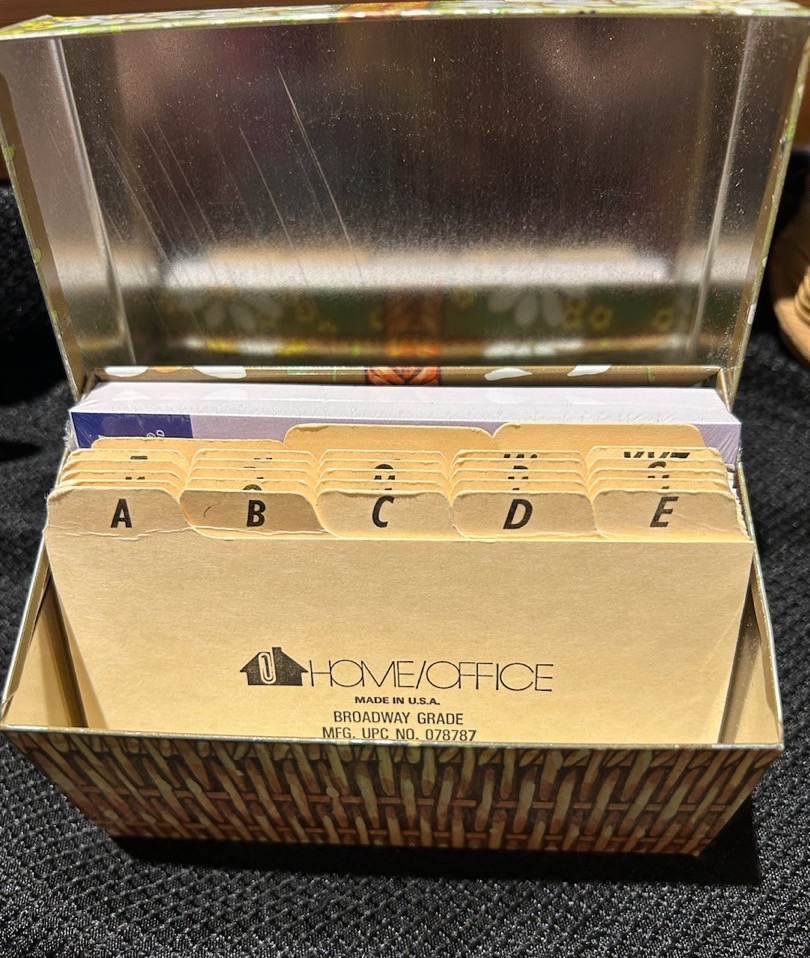 A B C D E
HOME/OFFICE
MADE IN U.S.A.
BROADWAY GRADE
MFG. UPC NO. 078787